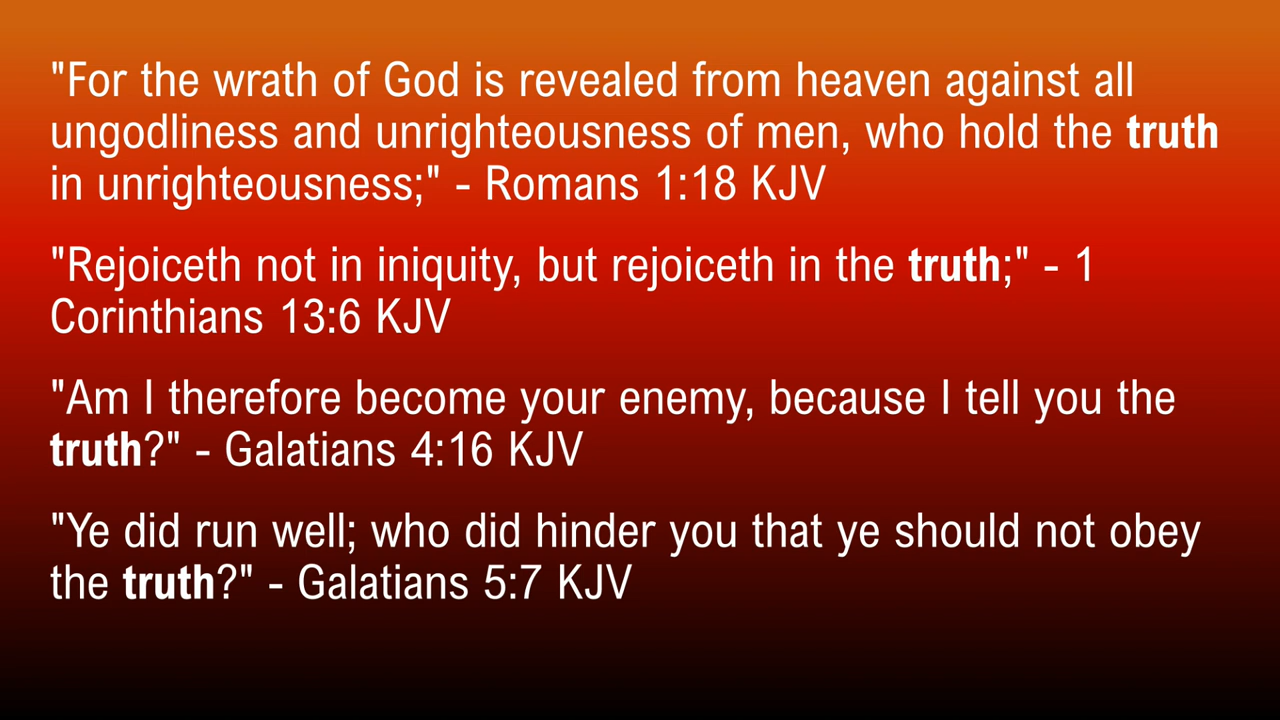 "For the wrath of God is revealed from heaven against all
ungodliness and unrighteousness of men, who hold the truth
in unrighteousness;" - Romans 1:18 KJV
"Rejoiceth not in iniquity, but rejoiceth in the truth;" - 1
Corinthians 13:6 KJV
"Am I therefore become your enemy, because I tell you the
truth?" - Galatians 4:16 KJV
"Ye did run well; who did hinder you that ye should not obey
the truth?" - Galatians 5:7 KJV